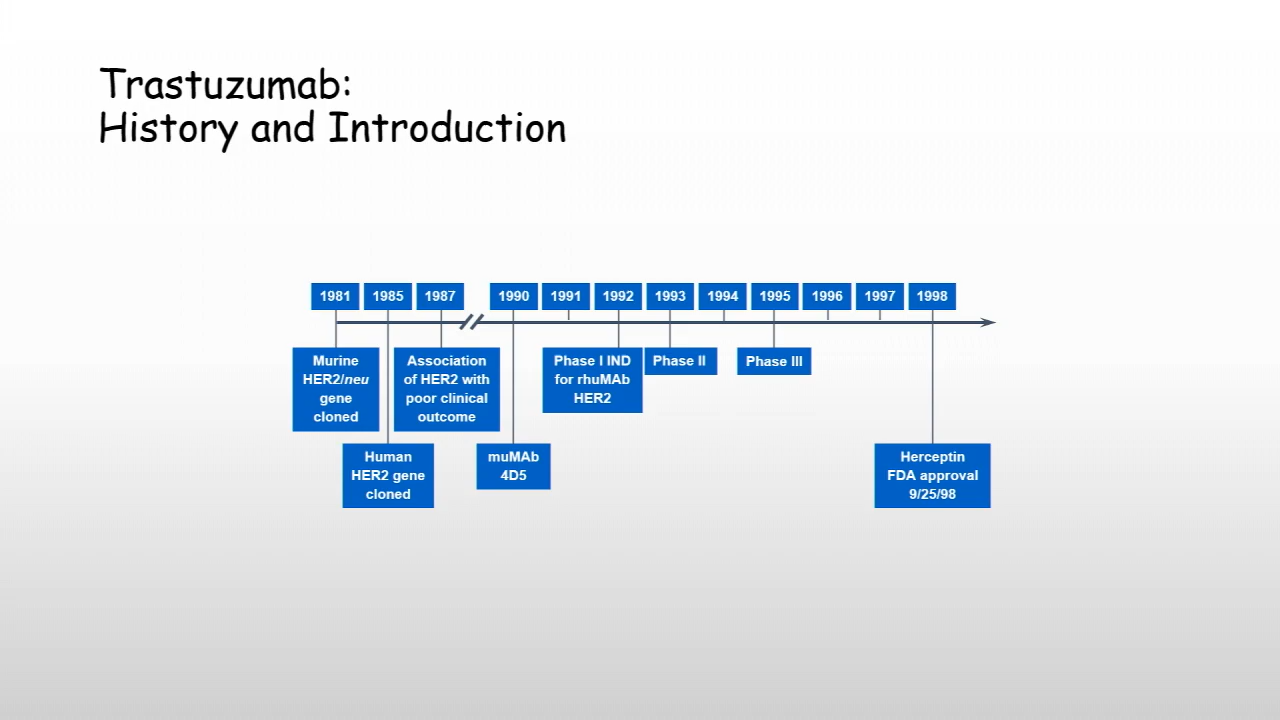 Trastuzumab:
History and Introduction
1981
1985
1987
1990
1991
1992
1993
1994
1995
1996
1997
1998
Murine
HER2/neu
gene
cloned
Association
of HER2 with
poor clinical
outcome
Phase I IND
for rhuMAb
HER2
Phase II
Phase III
Human
HER2 gene
cloned
muMAb
4D5
Herceptin
FDA approval
9/25/98